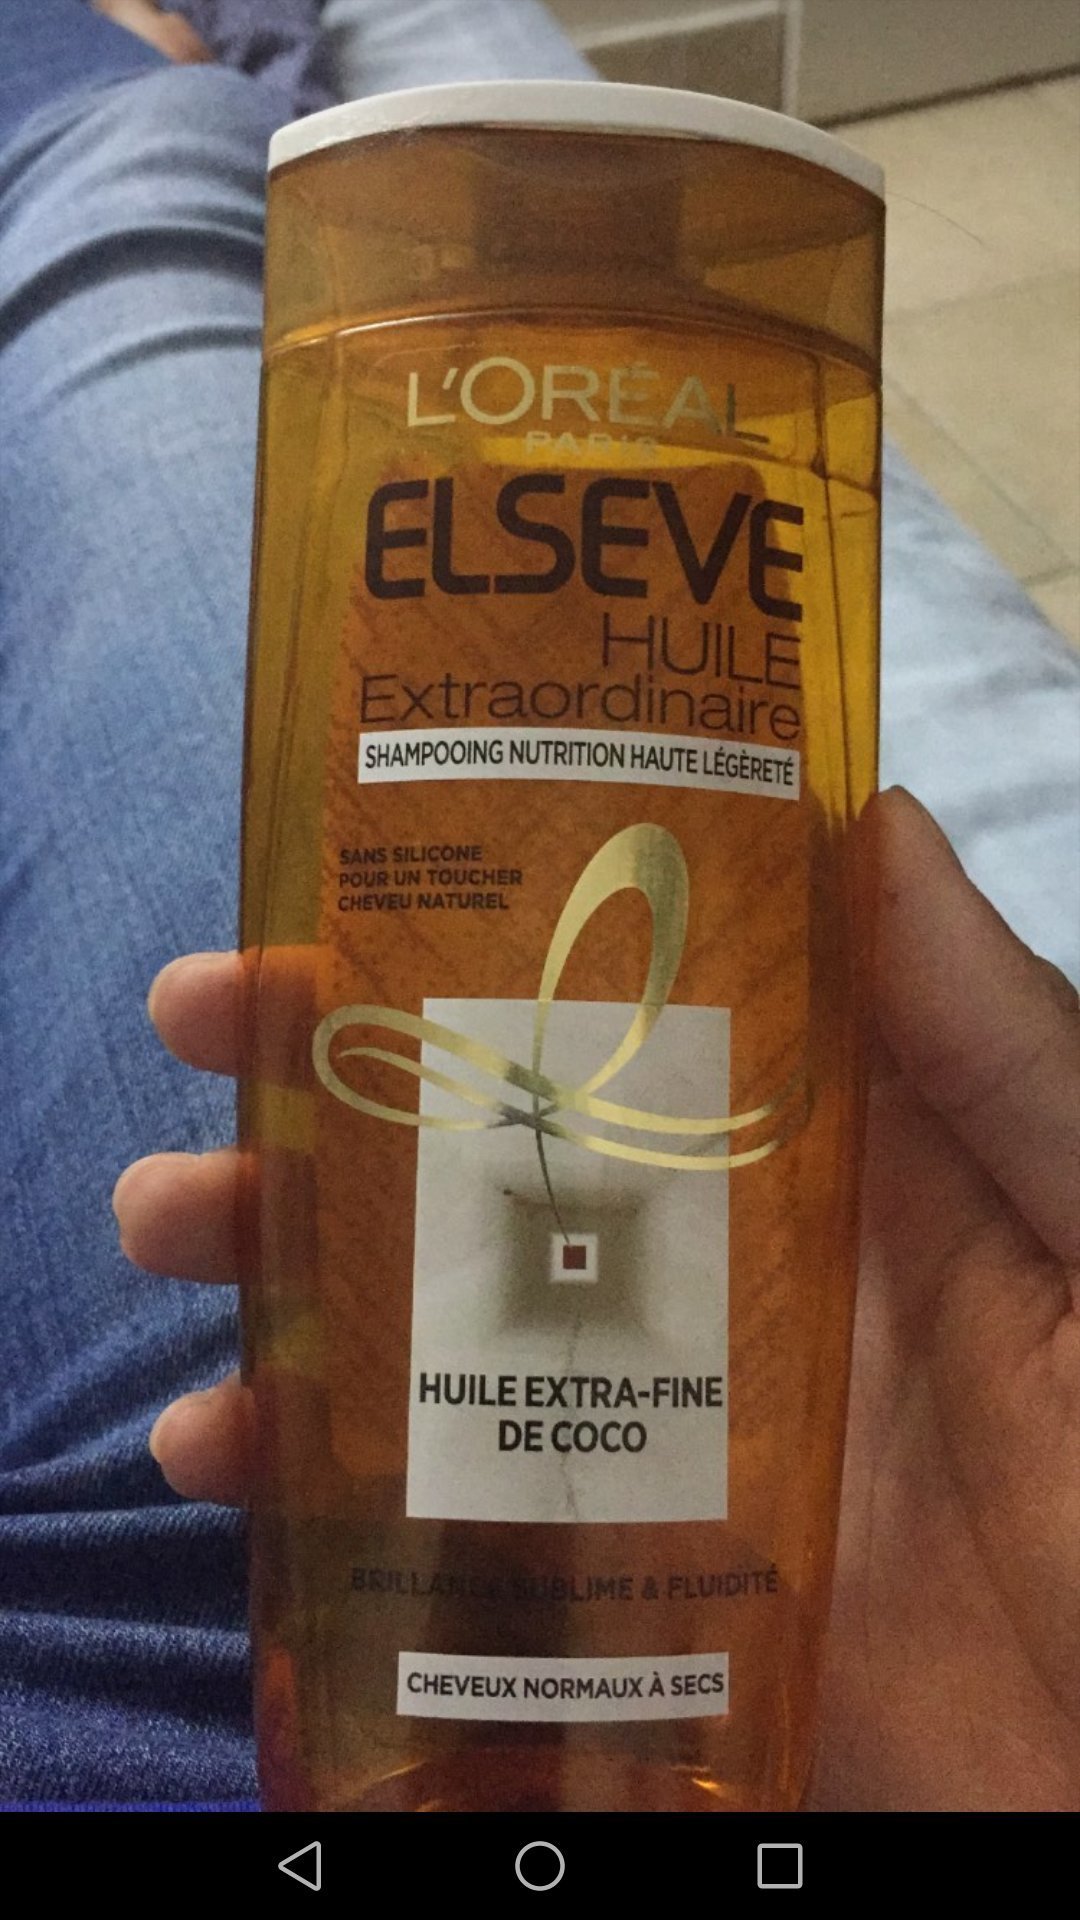 L'ORÉAL
PARIS
ELSEVE
HUILE
Extraordinaire
SHAMPOOING NUTRITION HAUTE LÉGÈRETÉ
SANS SILICONE
POUR UN TOUCHER
CHEVEU NATUREL
HUILE EXTRA-FINE
DE COCO
BRILLANCE SUBLIME & FLUIDITÉ
CHEVEUX NORMAUX À SECS